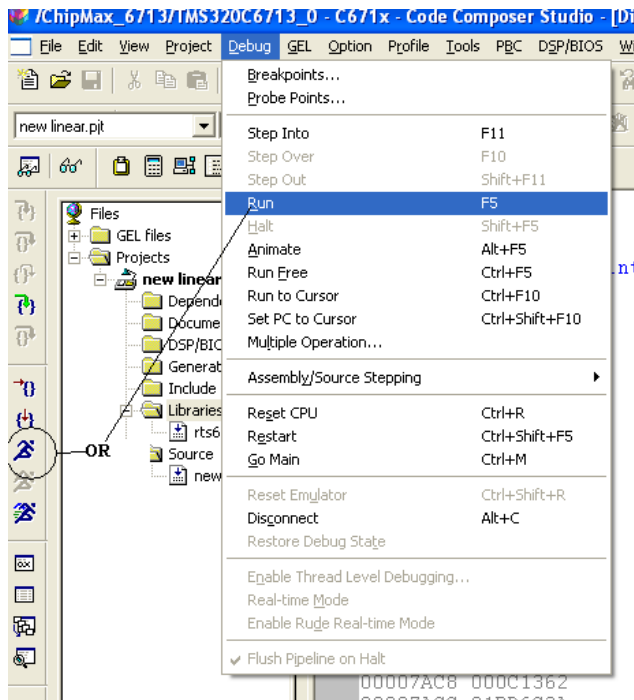 /ChipMax_6713/TMS320C6713_0 - C671x - Code Composer Studio - [Di
File Edit View Project Debug GEL Option Profile Tools PBC DSP/BIOS W
new linear.pjt
Files
GEL files
Projects
new linear
Depend
Docume
DSP/BIO
Generat
Include
Libraries
rts6
Source
new
OR
Breakpoints...
Probe Points...
Step Into F11
Step Over F10
Step Out Shift+F11
Run F5
Halt Shift+F5
Animate Alt+F5
Run Free Ctrl+F5
Run to Cursor Ctrl+F10
Set PC to Cursor Ctrl+Shift+F10
Multiple Operation...
Assembly/Source Stepping
Reset CPU Ctrl+R
Restart Ctrl+Shift+F5
Go Main Ctrl+M
Reset Emulator Ctrl+Shift+R
Disconnect Alt+C
Restore Debug State
Enable Thread Level Debugging...
Real-time Mode
Enable Rude Real-time Mode
Flush Pipeline on Halt
nt
00007AC8 000C1362